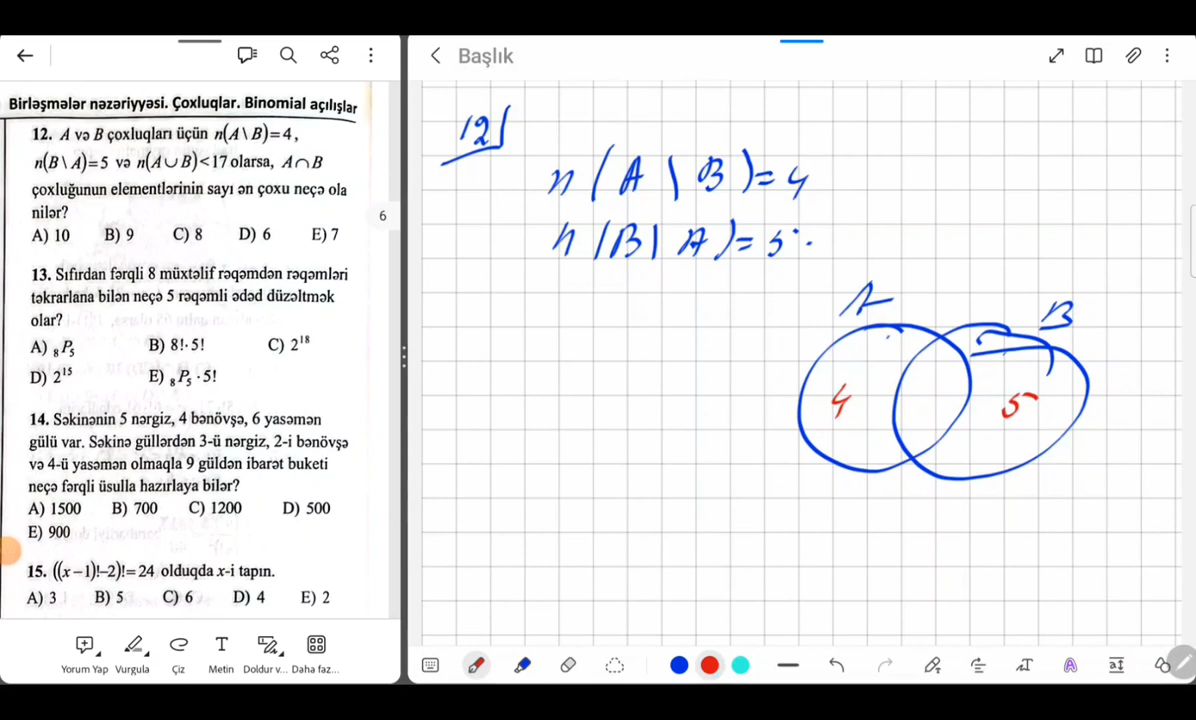 Birləşmələr nəzəriyyəsi. Çoxluqlar. Binomial açılışlar
12. A və B çoxluqları üçün n(A \ B)=4,
n(B \ A)=5 və n(A∪B)<17 olarsa, A∩B
çoxluğunun elementlərinin sayı ən çoxu neçə ola
nilər?
A) 10 B) 9 C) 8 D) 6 E) 7
13. Sıfırdan fərqli 8 müxtəlif rəqəmdən rəqəmləri
təkrarlana bilən neçə 5 rəqəmli ədəd düzəltmək
olar?
A) ₈P₅ B) 8!·5! C) 2¹⁸
D) 2¹⁵ E) ₈P₅ · 5!
14. Səkinənin 5 nərgiz, 4 bənövşə, 6 yasəmən
gülü var. Səkinə güllərdən 3-ü nərgiz, 2-i bənövşə
və 4-ü yasəmən olmaqla 9 güldən ibarət buketi
neçə fərqli üsulla hazırlaya bilər?
A) 1500 B) 700 C) 1200 D) 500
E) 900
15. ((x−1)!−2)!=24 olduqda x-i tapın.
A) 3 B) 5 C) 6 D) 4 E) 2
6
Yorum Yap Vurgula Çiz Metin Doldur v... Daha faz...
Başlık
12
n(A \ B)=4
n(B \ A)=5
A B
4 5